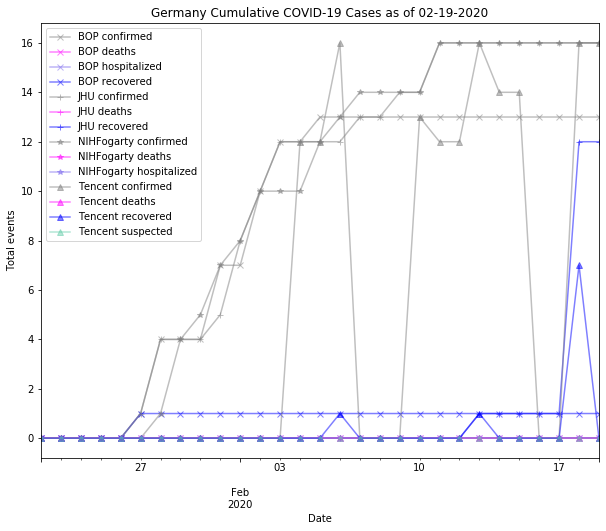 Germany Cumulative COVID-19 Cases as of 02-19-2020
BOP confirmed
BOP deaths
BOP hospitalized
BOP recovered
JHU confirmed
JHU deaths
JHU recovered
NIHFogarty confirmed
NIHFogarty deaths
NIHFogarty hospitalized
Tencent confirmed
Tencent deaths
Tencent recovered
Tencent suspected
Total events
16
14
12
10
8
6
4
2
0
27
03
10
17
Feb
2020
Date